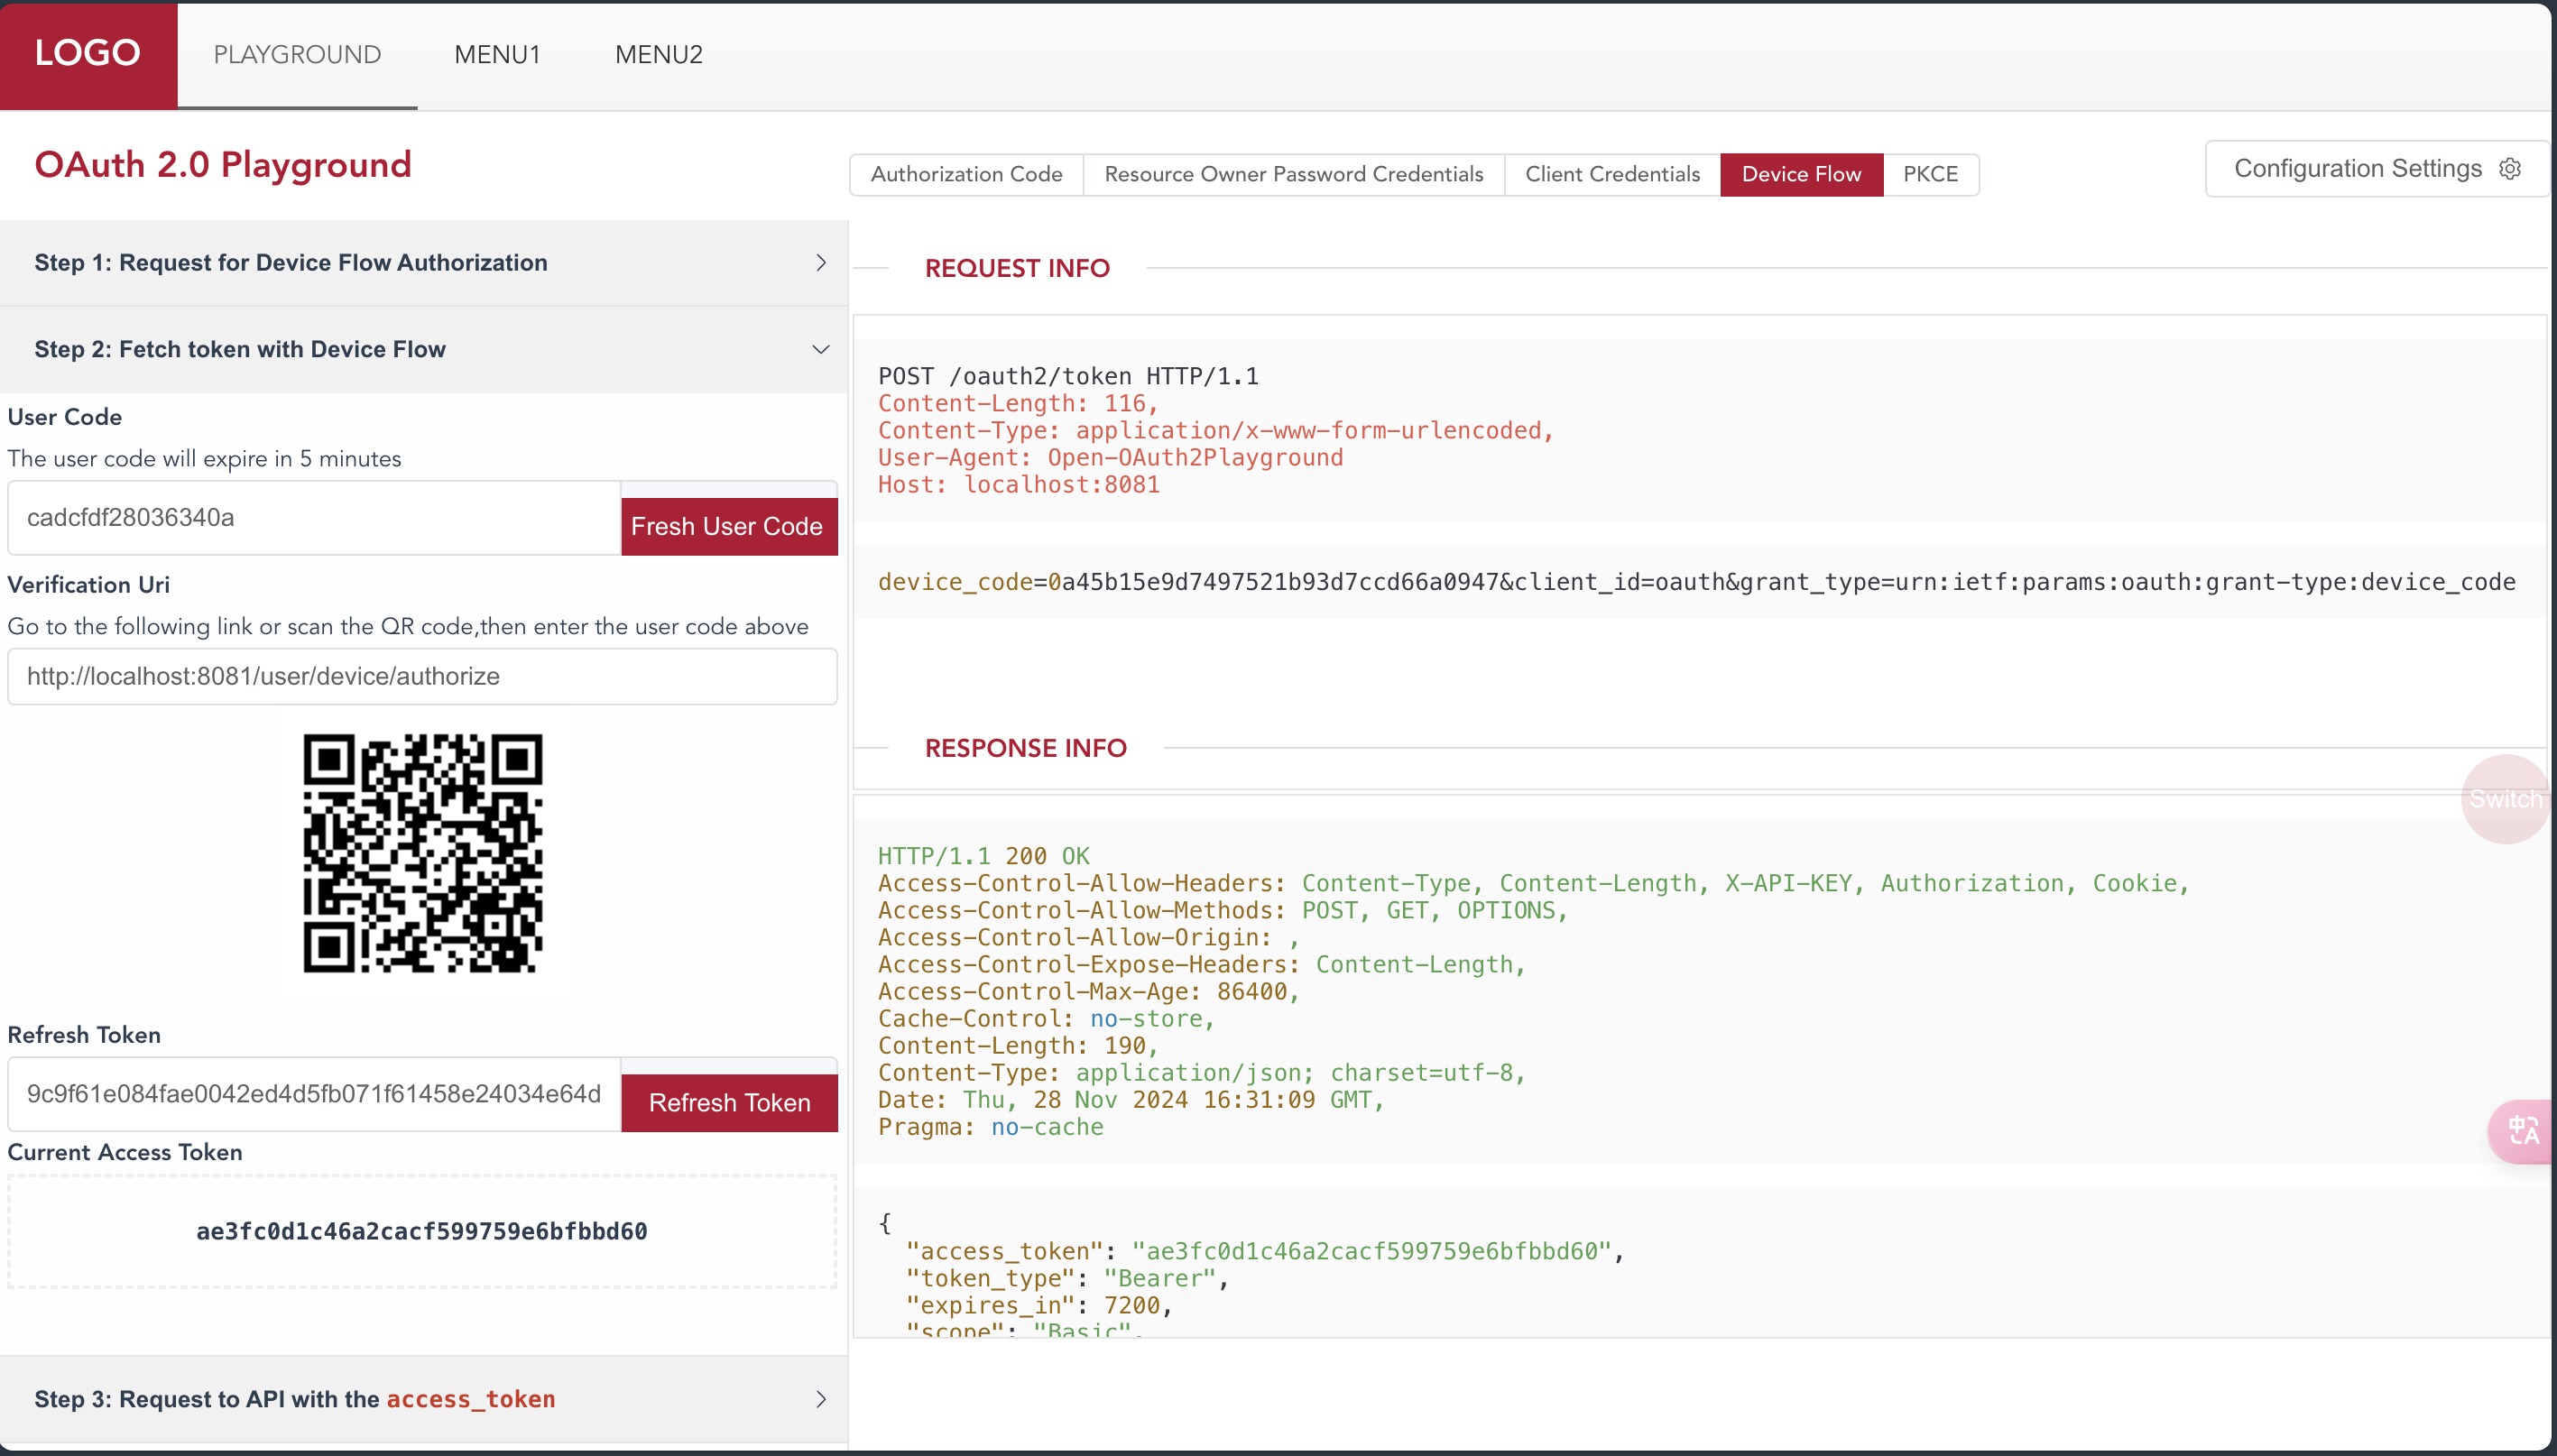 LOGO
PLAYGROUND
MENU1
MENU2
OAuth 2.0 Playground
Authorization Code
Resource Owner Password Credentials
Client Credentials
Device Flow
PKCE
Configuration Settings
Step 1: Request for Device Flow Authorization
Step 2: Fetch token with Device Flow
User Code
The user code will expire in 5 minutes
cadcfdf28036340a
Fresh User Code
Verification Uri
Go to the following link or scan the QR code,then enter the user code above
http://localhost:8081/user/device/authorize
Refresh Token
9c9f61e084fae0042ed4d5fb071f61458e24034e64d
Refresh Token
Current Access Token
ae3fc0d1c46a2cacf599759e6bfbbd60
Step 3: Request to API with the access_token
REQUEST INFO
POST /oauth2/token HTTP/1.1
Content-Length: 116,
Content-Type: application/x-www-form-urlencoded,
User-Agent: Open-OAuth2Playground
Host: localhost:8081
device_code=0a45b15e9d7497521b93d7ccd66a0947&client_id=oauth&grant_type=urn:ietf:params:oauth:grant-type:device_code
RESPONSE INFO
Switch
HTTP/1.1 200 OK
Access-Control-Allow-Headers: Content-Type, Content-Length, X-API-KEY, Authorization, Cookie,
Access-Control-Allow-Methods: POST, GET, OPTIONS,
Access-Control-Allow-Origin: ,
Access-Control-Expose-Headers: Content-Length,
Access-Control-Max-Age: 86400,
Cache-Control: no-store,
Content-Length: 190,
Content-Type: application/json; charset=utf-8,
Date: Thu, 28 Nov 2024 16:31:09 GMT,
Pragma: no-cache
{
"access_token": "ae3fc0d1c46a2cacf599759e6bfbbd60",
"token_type": "Bearer",
"expires_in": 7200,
"scope": "Basic",